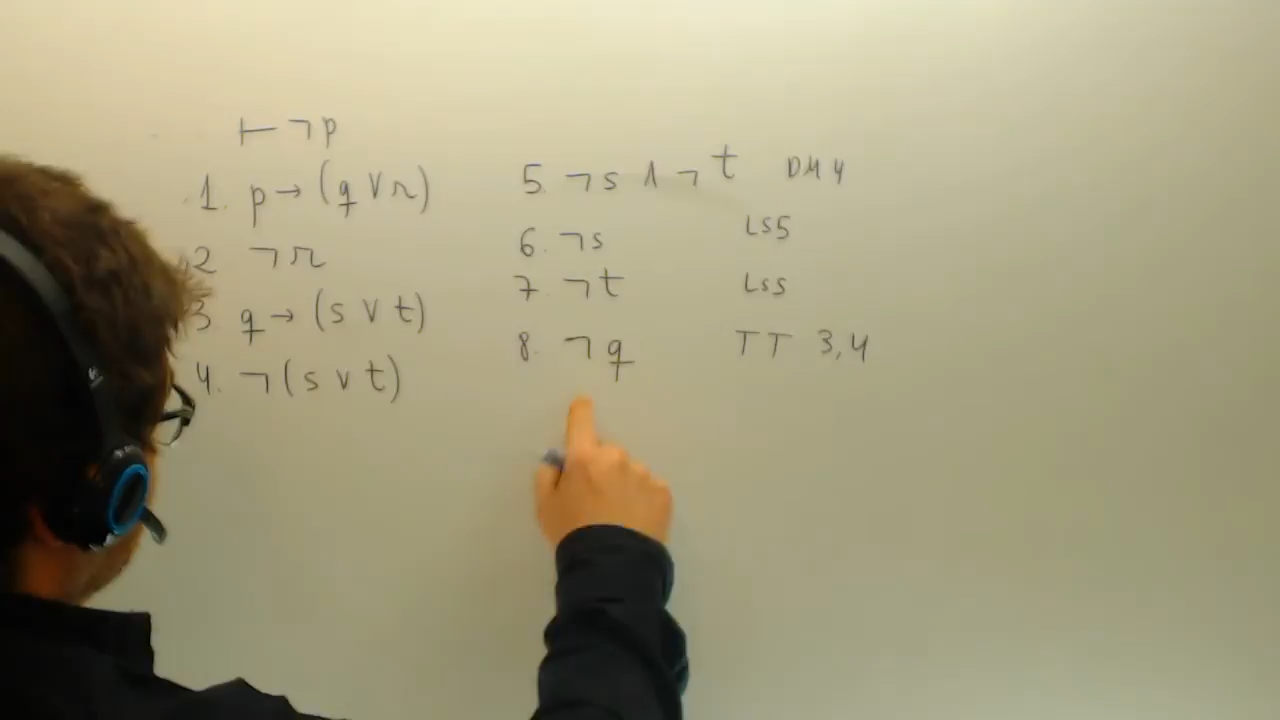 ⊢ ¬p
1. p → (q ∨ r)
2 ¬r
3. q → (s ∨ t)
4. ¬(s ∨ t)
5. ¬s ∧ ¬t DM 4
6. ¬s LS5
7. ¬t LS5
8. ¬q TT 3,4